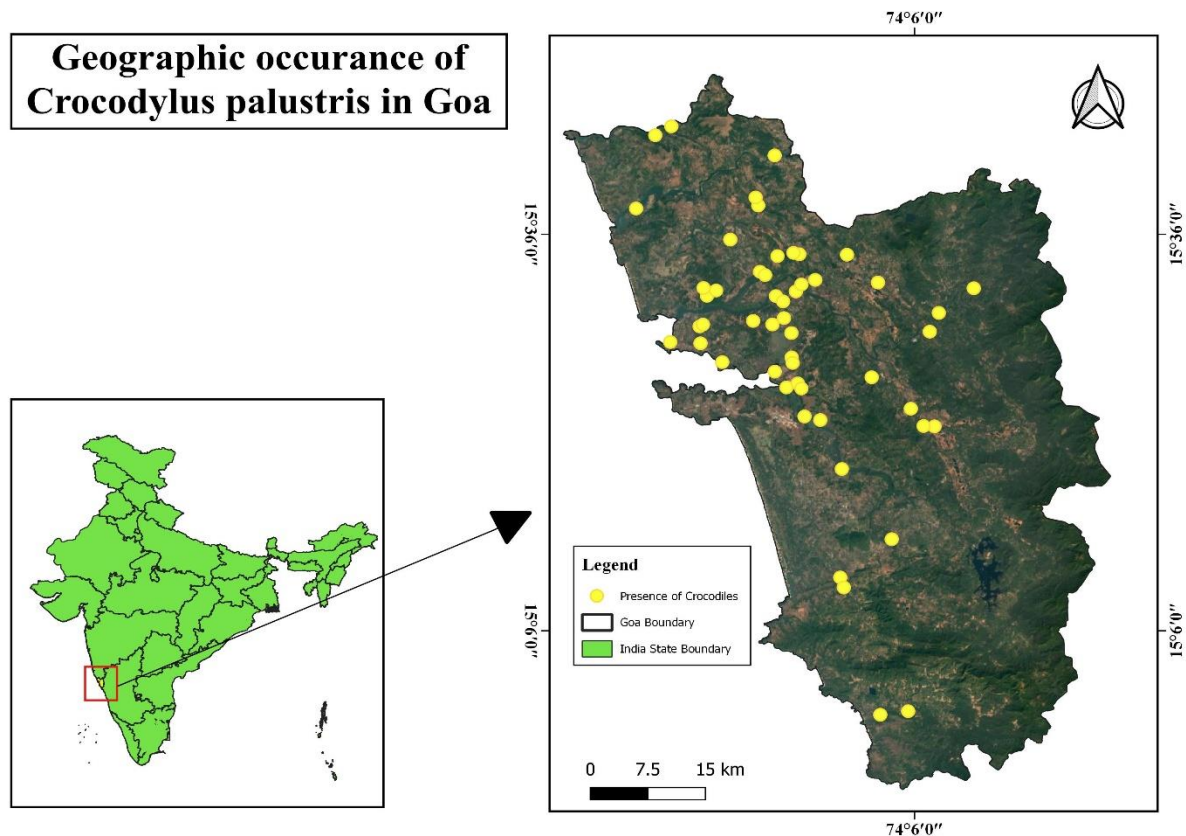 Geographic occurance of
Crocodylus palustris in Goa
74°6′0″
15°36′0″
15°36′0″
Legend
Presence of Crocodiles
Goa Boundary
India State Boundary
15°6′0″
15°6′0″
0 7.5 15 km
74°6′0″